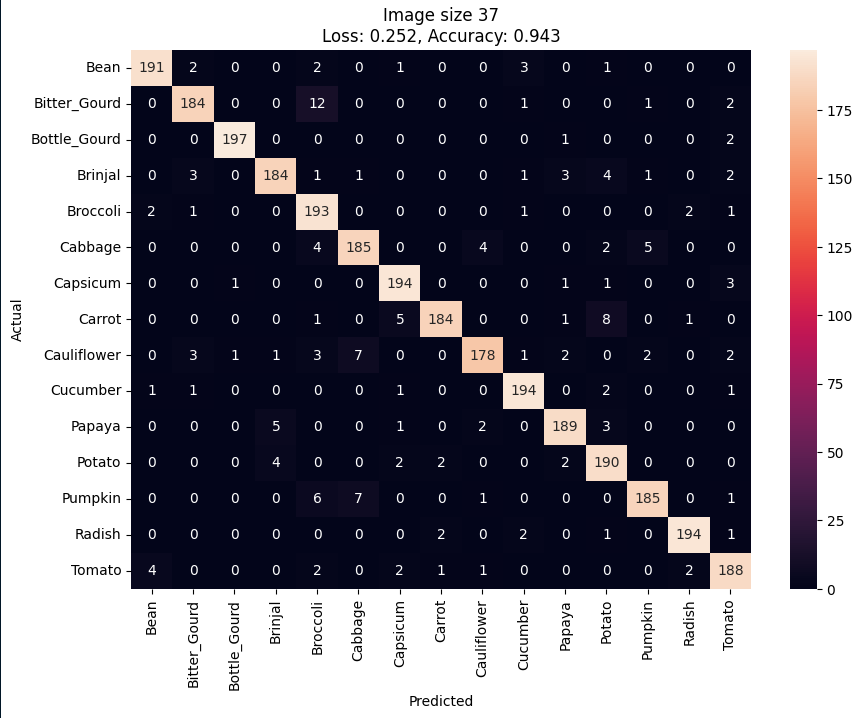 Image size 37
Loss: 0.252, Accuracy: 0.943
Bean 191 2 0 0 2 0 1 0 0 3 0 1 0 0 0
Bitter_Gourd 0 184 0 0 12 0 0 0 0 1 0 0 1 0 2
Bottle_Gourd 0 0 197 0 0 0 0 0 0 0 1 0 0 0 2
Brinjal 0 3 0 184 1 1 0 0 0 1 3 4 1 0 2
Broccoli 2 1 0 0 193 0 0 0 0 1 0 0 0 2 1
Cabbage 0 0 0 0 4 185 0 0 4 0 0 2 5 0 0
Capsicum 0 0 1 0 0 0 194 0 0 0 1 1 0 0 3
Carrot 0 0 0 0 1 0 5 184 0 0 1 8 0 1 0
Cauliflower 0 3 1 1 3 7 0 0 178 1 2 0 2 0 2
Cucumber 1 1 0 0 0 0 1 0 0 194 0 2 0 0 1
Papaya 0 0 0 5 0 0 1 0 2 0 189 3 0 0 0
Potato 0 0 0 4 0 0 2 2 0 0 2 190 0 0 0
Pumpkin 0 0 0 0 6 7 0 0 1 0 0 0 185 0 1
Radish 0 0 0 0 0 0 0 2 0 2 0 1 0 194 1
Tomato 4 0 0 0 2 0 2 1 1 0 0 0 0 2 188
Actual
Bean Bitter_Gourd Bottle_Gourd Brinjal Broccoli Cabbage Capsicum Carrot Cauliflower Cucumber Papaya Potato Pumpkin Radish Tomato
Predicted
175
150
125
100
75
50
25
0